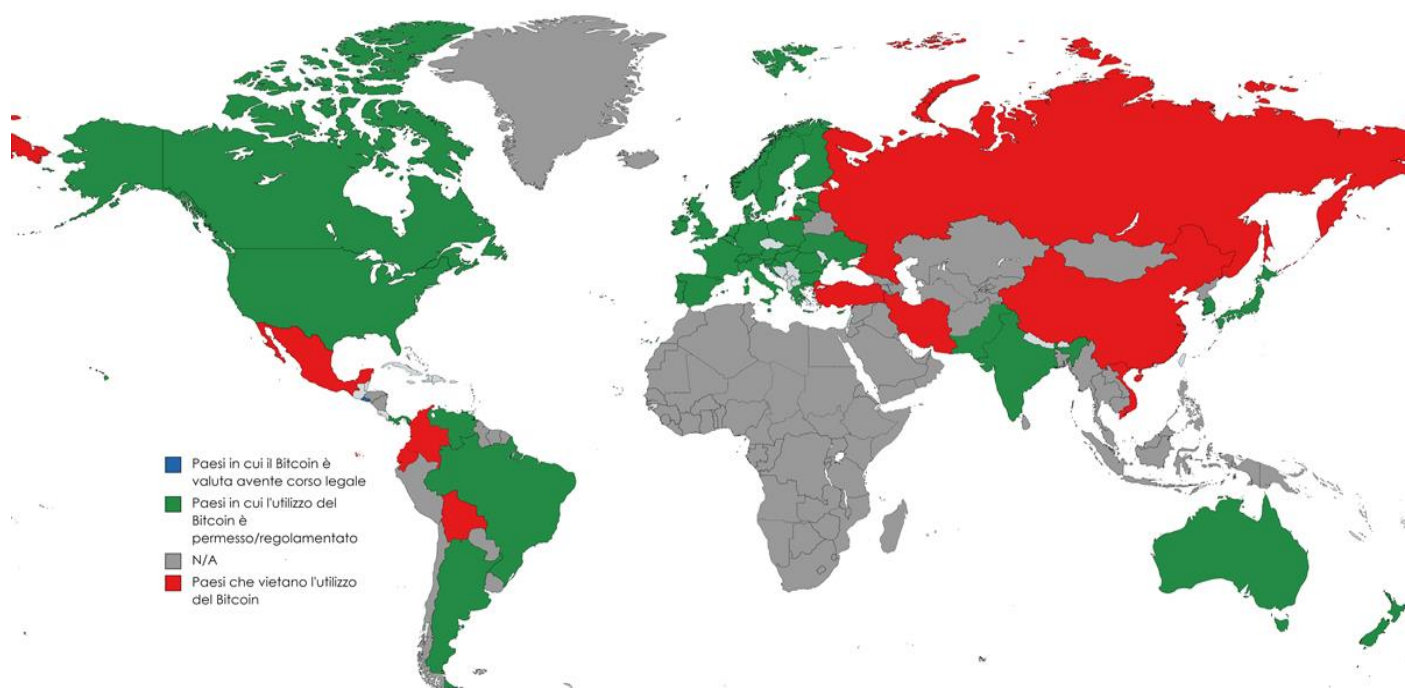 Paesi in cui il Bitcoin è
valuta avente corso legale
Paesi in cui l'utilizzo del
Bitcoin è
permesso/regolamentato
N/A
Paesi che vietano l'utilizzo
del Bitcoin